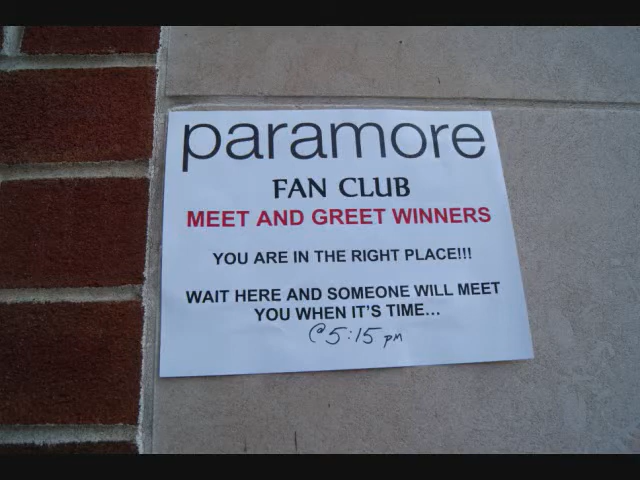 paramore
FAN CLUB
MEET AND GREET WINNERS
YOU ARE IN THE RIGHT PLACE!!!
WAIT HERE AND SOMEONE WILL MEET
YOU WHEN IT'S TIME...
@5:15 PM